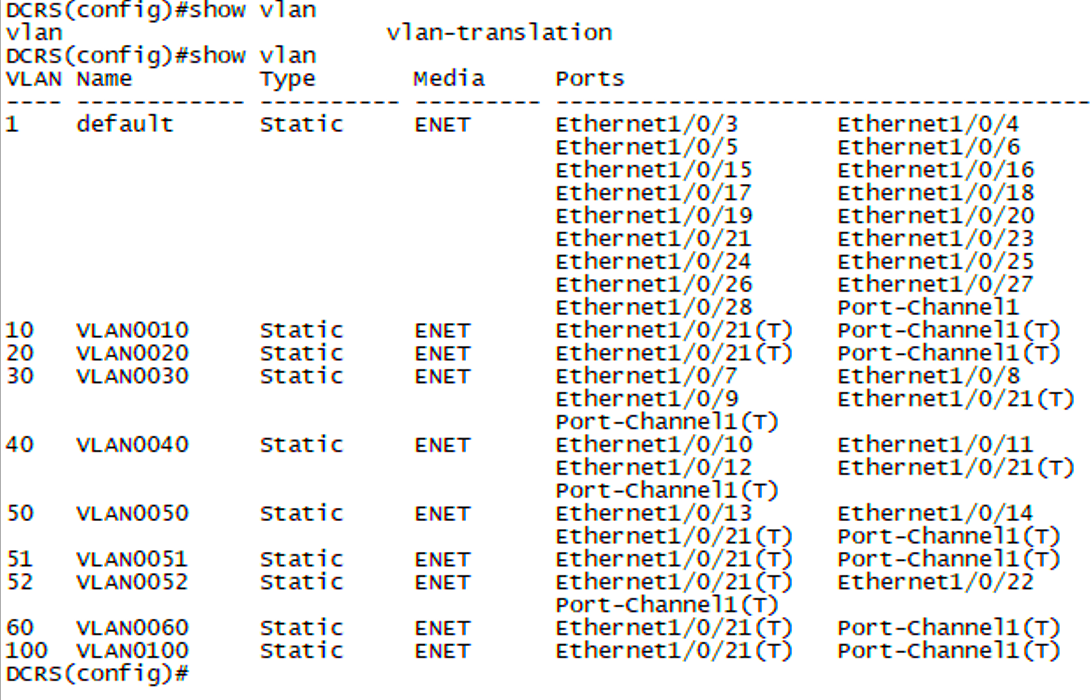 DCRS(config)#show vlan
vlan                       vlan-translation
DCRS(config)#show vlan
VLAN Name         Type       Media     Ports
---- ------------ ---------- --------- --------------------------------------
1    default      Static     ENET      Ethernet1/0/3       Ethernet1/0/4
                                       Ethernet1/0/5       Ethernet1/0/6
                                       Ethernet1/0/15      Ethernet1/0/16
                                       Ethernet1/0/17      Ethernet1/0/18
                                       Ethernet1/0/19      Ethernet1/0/20
                                       Ethernet1/0/21      Ethernet1/0/23
                                       Ethernet1/0/24      Ethernet1/0/25
                                       Ethernet1/0/26      Ethernet1/0/27
                                       Ethernet1/0/28      Port-Channel1
10   VLAN0010     Static     ENET      Ethernet1/0/21(T)   Port-Channel1(T)
20   VLAN0020     Static     ENET      Ethernet1/0/21(T)   Port-Channel1(T)
30   VLAN0030     Static     ENET      Ethernet1/0/7       Ethernet1/0/8
                                       Ethernet1/0/9       Ethernet1/0/21(T)
                                       Port-Channel1(T)
40   VLAN0040     Static     ENET      Ethernet1/0/10      Ethernet1/0/11
                                       Ethernet1/0/12      Ethernet1/0/21(T)
                                       Port-Channel1(T)
50   VLAN0050     Static     ENET      Ethernet1/0/13      Ethernet1/0/14
                                       Ethernet1/0/21(T)   Port-Channel1(T)
51   VLAN0051     Static     ENET      Ethernet1/0/21(T)   Port-Channel1(T)
52   VLAN0052     Static     ENET      Ethernet1/0/21(T)   Ethernet1/0/22
                                       Port-Channel1(T)
60   VLAN0060     Static     ENET      Ethernet1/0/21(T)   Port-Channel1(T)
100  VLAN0100     Static     ENET      Ethernet1/0/21(T)   Port-Channel1(T)
DCRS(config)#